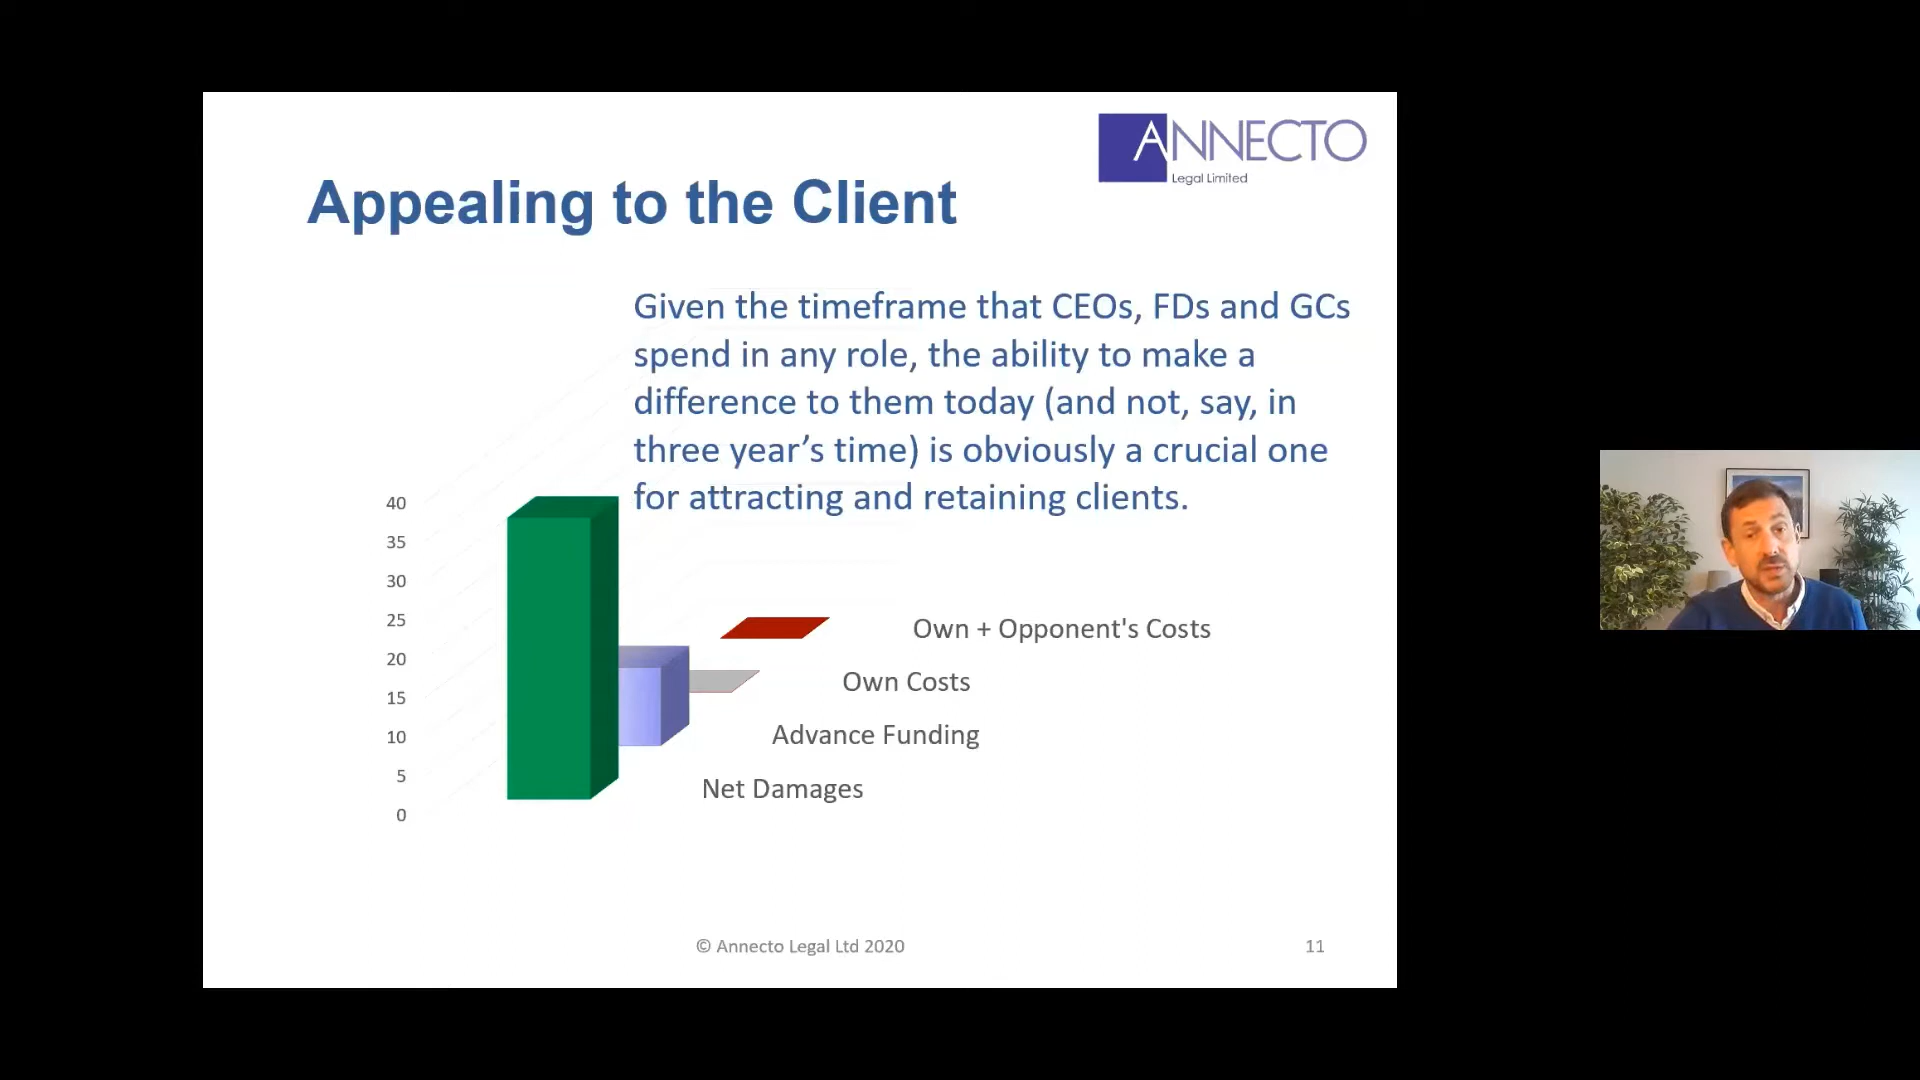 ANNECTO
Legal Limited
Appealing to the Client
Given the timeframe that CEOs, FDs and GCs
spend in any role, the ability to make a
difference to them today (and not, say, in
three year’s time) is obviously a crucial one
for attracting and retaining clients.
40
35
30
25
20
15
10
5
0
Own + Opponent's Costs
Own Costs
Advance Funding
Net Damages
© Annecto Legal Ltd 2020
11